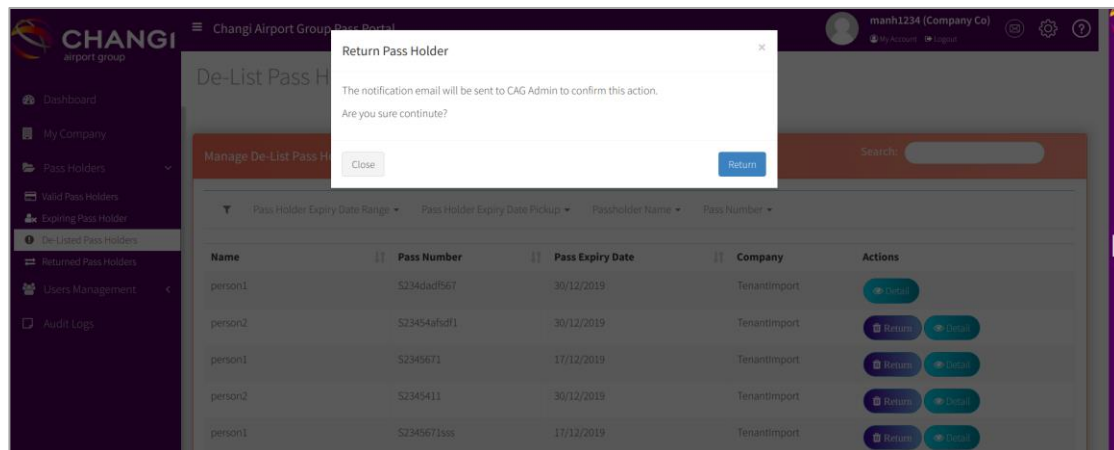 CHANGI
airport group
Changi Airport Group Pass Portal
manh1234 (Company Co)
My Account Logout
De-List Pass H
Return Pass Holder
×
The notification email will be sent to CAG Admin to confirm this action.
Are you sure continute?
Close
Return
Dashboard
My Company
Pass Holders
Valid Pass Holders
Expiring Pass Holder
De-Listed Pass Holders
Returned Pass Holders
Users Management
Audit Logs
Manage De-List Pass H
Search:
Pass Holder Expiry Date Range
Pass Holder Expiry Date Pickup
Passholder Name
Pass Number
Name Pass Number Pass Expiry Date Company Actions
person1 S234dadf567 30/12/2019 TenantImport Detail
person2 S23454afsdf1 30/12/2019 TenantImport Return Detail
person1 S2345671 17/12/2019 TenantImport Return Detail
person2 S2345411 30/12/2019 TenantImport Return Detail
person1 S2345671sss 17/12/2019 TenantImport Return Detail